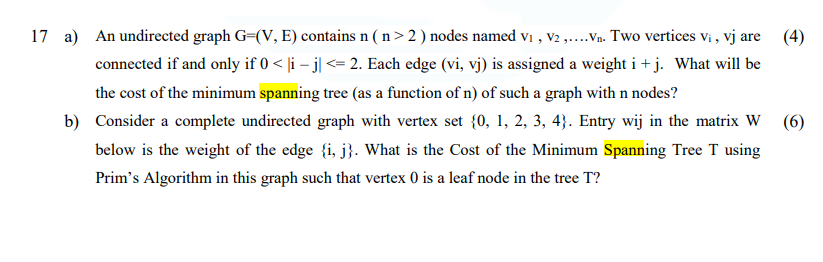 17 a) An undirected graph G=(V, E) contains n ( n > 2 ) nodes named v₁ , v₂ ,….vₙ. Two vertices vᵢ , vj are (4)
connected if and only if 0 < |i – j| <= 2. Each edge (vi, vj) is assigned a weight i + j. What will be
the cost of the minimum spanning tree (as a function of n) of such a graph with n nodes?
b) Consider a complete undirected graph with vertex set {0, 1, 2, 3, 4}. Entry wij in the matrix W (6)
below is the weight of the edge {i, j}. What is the Cost of the Minimum Spanning Tree T using
Prim’s Algorithm in this graph such that vertex 0 is a leaf node in the tree T?